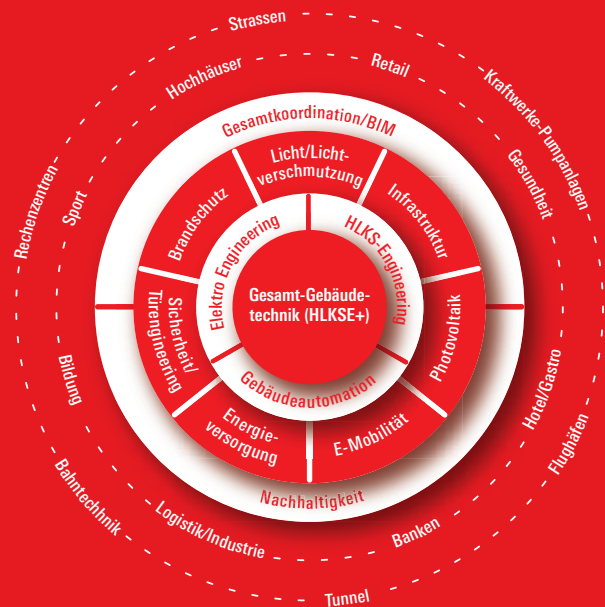 Strassen
Hochhäuser
Retail
Kraftwerke-Pumpanlagen
Gesundheit
Rechenzentren
Sport
Gesamtkoordination/BIM
Licht/Licht-
verschmutzung
Brandschutz
Infrastruktur
Elektro Engineering
HLKS-Engineering
Gesamt-Gebäude-
technik (HLKSE+)
Sicherheit/
Türengineering
Photovoltaik
Gebäudeautomation
Energie-
versorgung
E-Mobilität
Nachhaltigkeit
Bildung
Hotel/Gastro
Flughäfen
Bahntechhnik
Logistik/Industrie
Banken
Tunnel